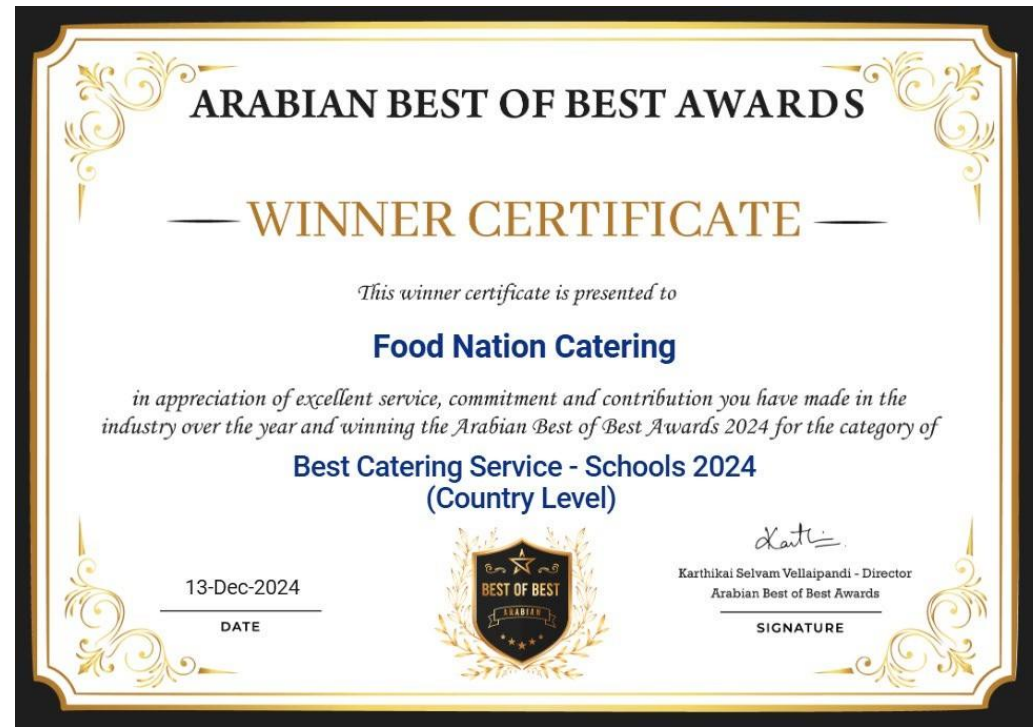 ARABIAN BEST OF BEST AWARDS
WINNER CERTIFICATE
This winner certificate is presented to
Food Nation Catering
in appreciation of excellent service, commitment and contribution you have made in the
industry over the year and winning the Arabian Best of Best Awards 2024 for the category of
Best Catering Service - Schools 2024
(Country Level)
BEST OF BEST
ARABIAN
13-Dec-2024
DATE
Karthikai Selvam Vellaipandi - Director
Arabian Best of Best Awards
SIGNATURE